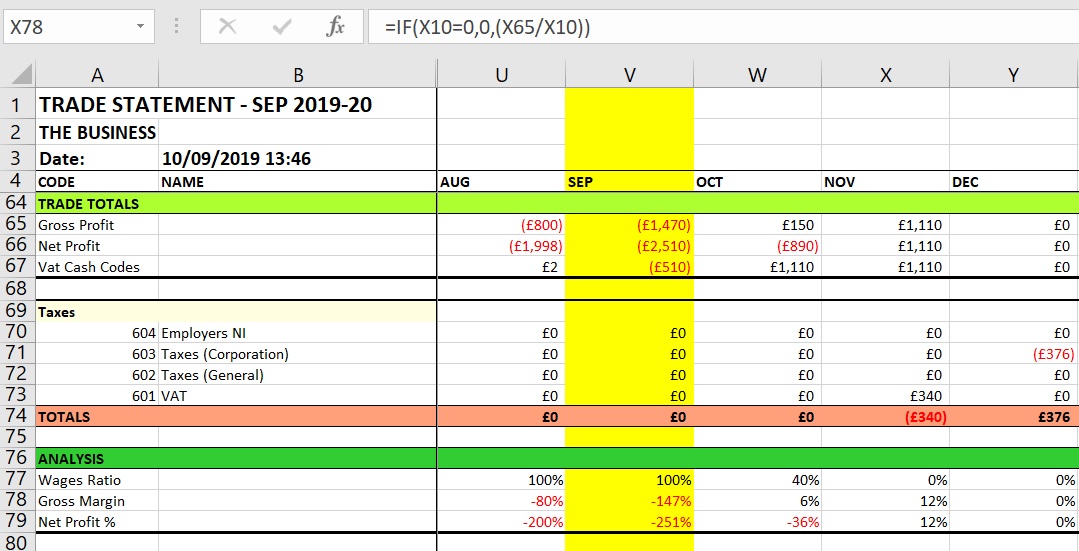 X78 fx =IF(X10=0,0,(X65/X10))
A B U V W X Y
1 TRADE STATEMENT - SEP 2019-20
2 THE BUSINESS
3 Date: 10/09/2019 13:46
4 CODE NAME AUG SEP OCT NOV DEC
64 TRADE TOTALS
65 Gross Profit (£800) (£1,470) £150 £1,110 £0
66 Net Profit (£1,998) (£2,510) (£890) £1,110 £0
67 Vat Cash Codes £2 (£510) £1,110 £1,110 £0
68
69 Taxes
70 604 Employers NI £0 £0 £0 £0 £0
71 603 Taxes (Corporation) £0 £0 £0 £0 (£376)
72 602 Taxes (General) £0 £0 £0 £0 £0
73 601 VAT £0 £0 £0 £340 £0
74 TOTALS £0 £0 £0 (£340) £376
75
76 ANALYSIS
77 Wages Ratio 100% 100% 40% 0% 0%
78 Gross Margin -80% -147% 6% 12% 0%
79 Net Profit % -200% -251% -36% 12% 0%
80